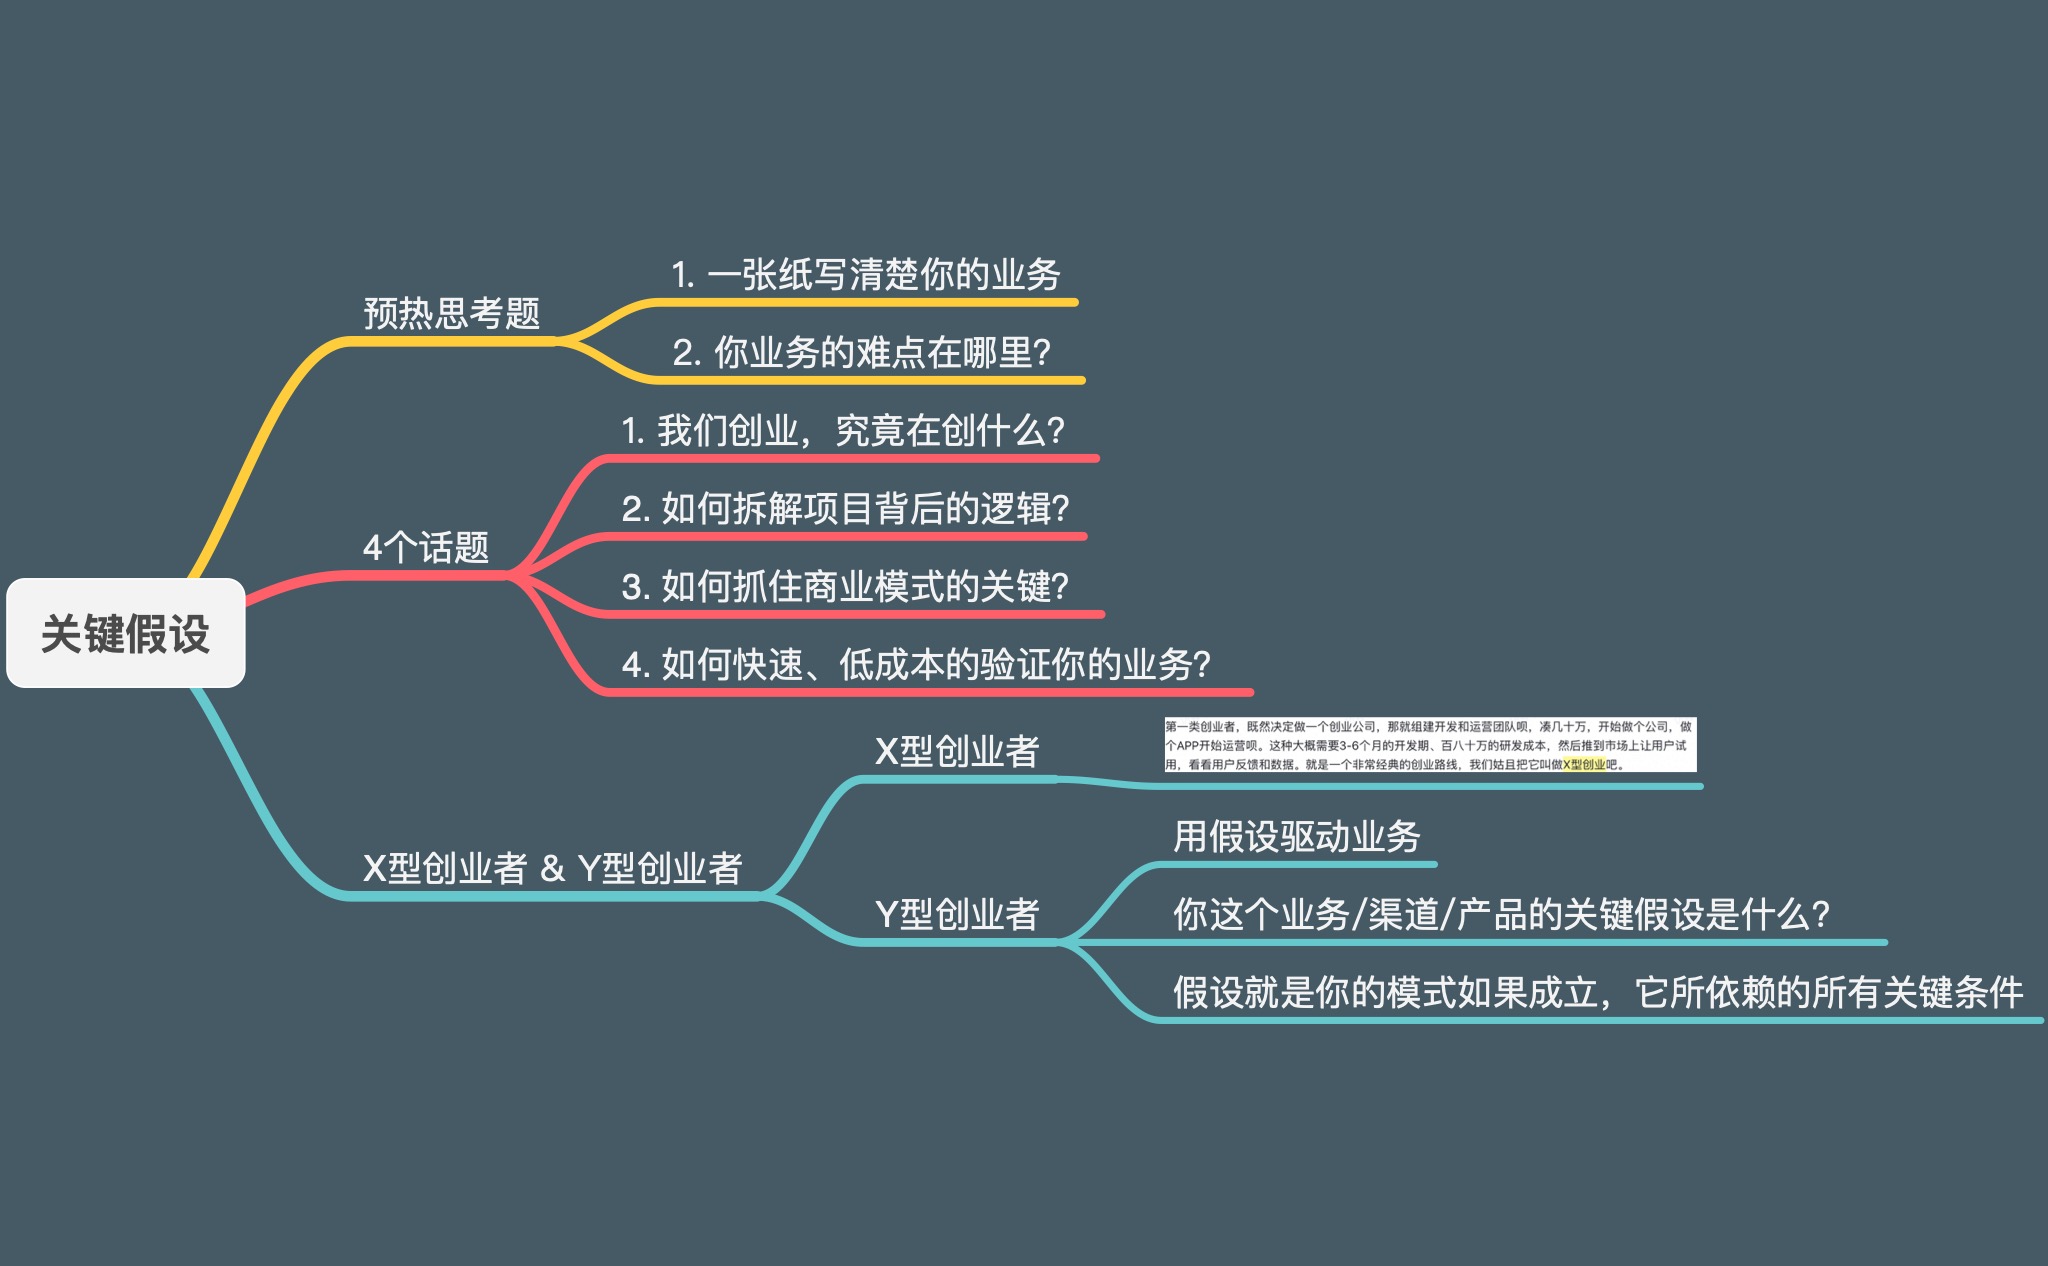 关键假设
预热思考题
1. 一张纸写清楚你的业务
2. 你业务的难点在哪里？
4个话题
1. 我们创业，究竟在创什么？
2. 如何拆解项目背后的逻辑？
3. 如何抓住商业模式的关键？
4. 如何快速、低成本的验证你的业务？
X型创业者 & Y型创业者
X型创业者
第一类创业者，既然决定做一个创业公司，那就组建开发和运营团队呗，凑几十万，开始做个公司，做
个APP开始运营呗。这种大概需要3-6个月的开发期、百八十万的研发成本，然后推到市场上让用户试
用，看看用户反馈和数据。就是一个非常经典的创业路线，我们姑且把它叫做X型创业吧。
Y型创业者
用假设驱动业务
你这个业务/渠道/产品的关键假设是什么？
假设就是你的模式如果成立，它所依赖的所有关键条件